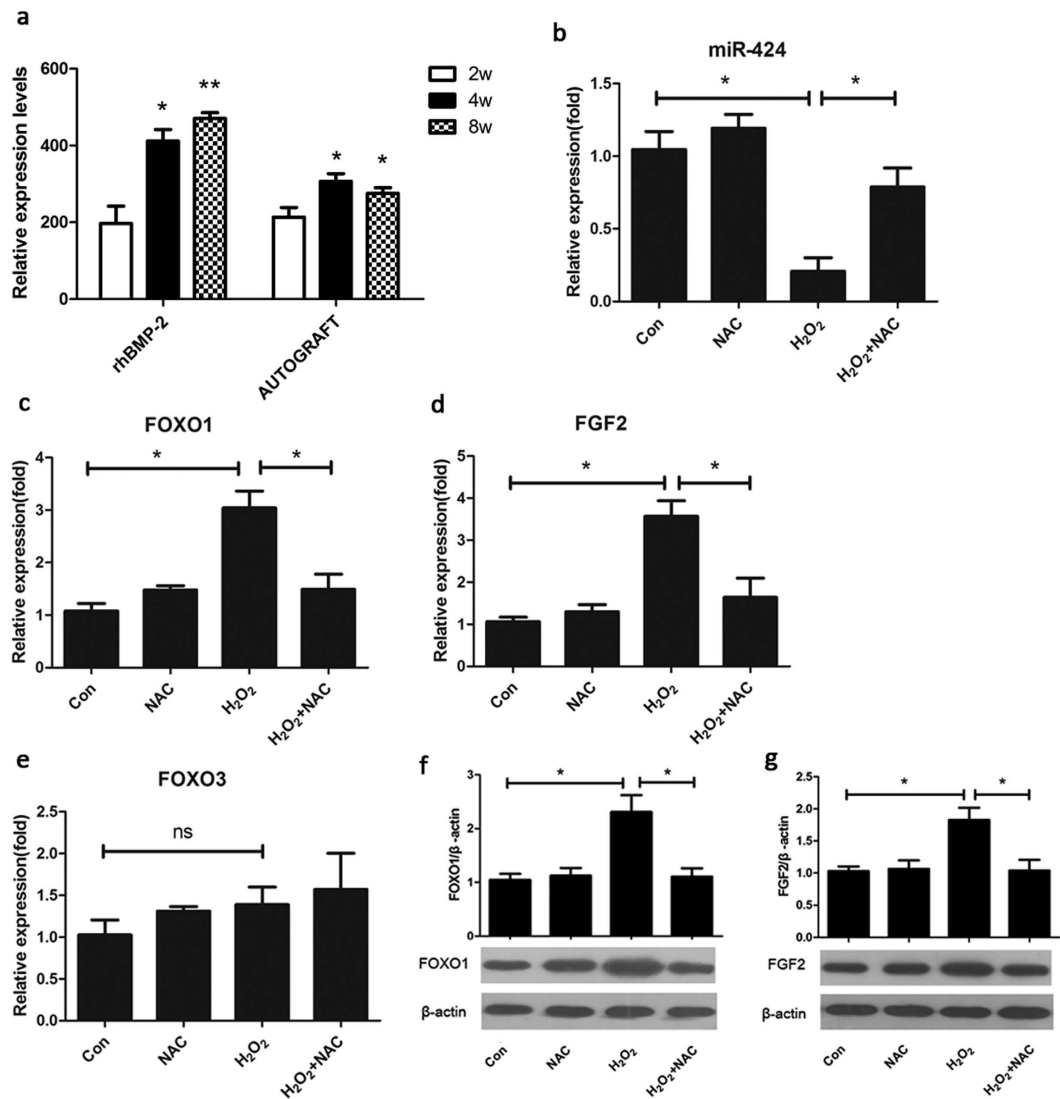 a
Relative expression levels
600
400
200
0
*
**
*
*
2w
4w
8w
rhBMP-2
AUTOGRAFT
b
miR-424
Relative expression(fold)
1.5
1.0
0.5
0.0
*
*
Con
NAC
H₂O₂
H₂O₂+NAC
c
FOXO1
Relative expression(fold)
4
3
2
1
0
*
*
Con
NAC
H₂O₂
H₂O₂+NAC
d
FGF2
Relative expression(fold)
5
4
3
2
1
0
*
*
Con
NAC
H₂O₂
H₂O₂+NAC
e
FOXO3
Relative expression(fold)
2.5
2.0
1.5
1.0
0.5
0.0
ns
Con
NAC
H₂O₂
H₂O₂+NAC
f
FOXO1/β -actin
3
2
1
0
*
*
FOXO1
β-actin
Con
NAC
H₂O₂
H₂O₂+NAC
g
FGF2/β -actin
2.5
2.0
1.5
1.0
0.5
0.0
*
*
FGF2
β-actin
Con
NAC
H₂O₂
H₂O₂+NAC